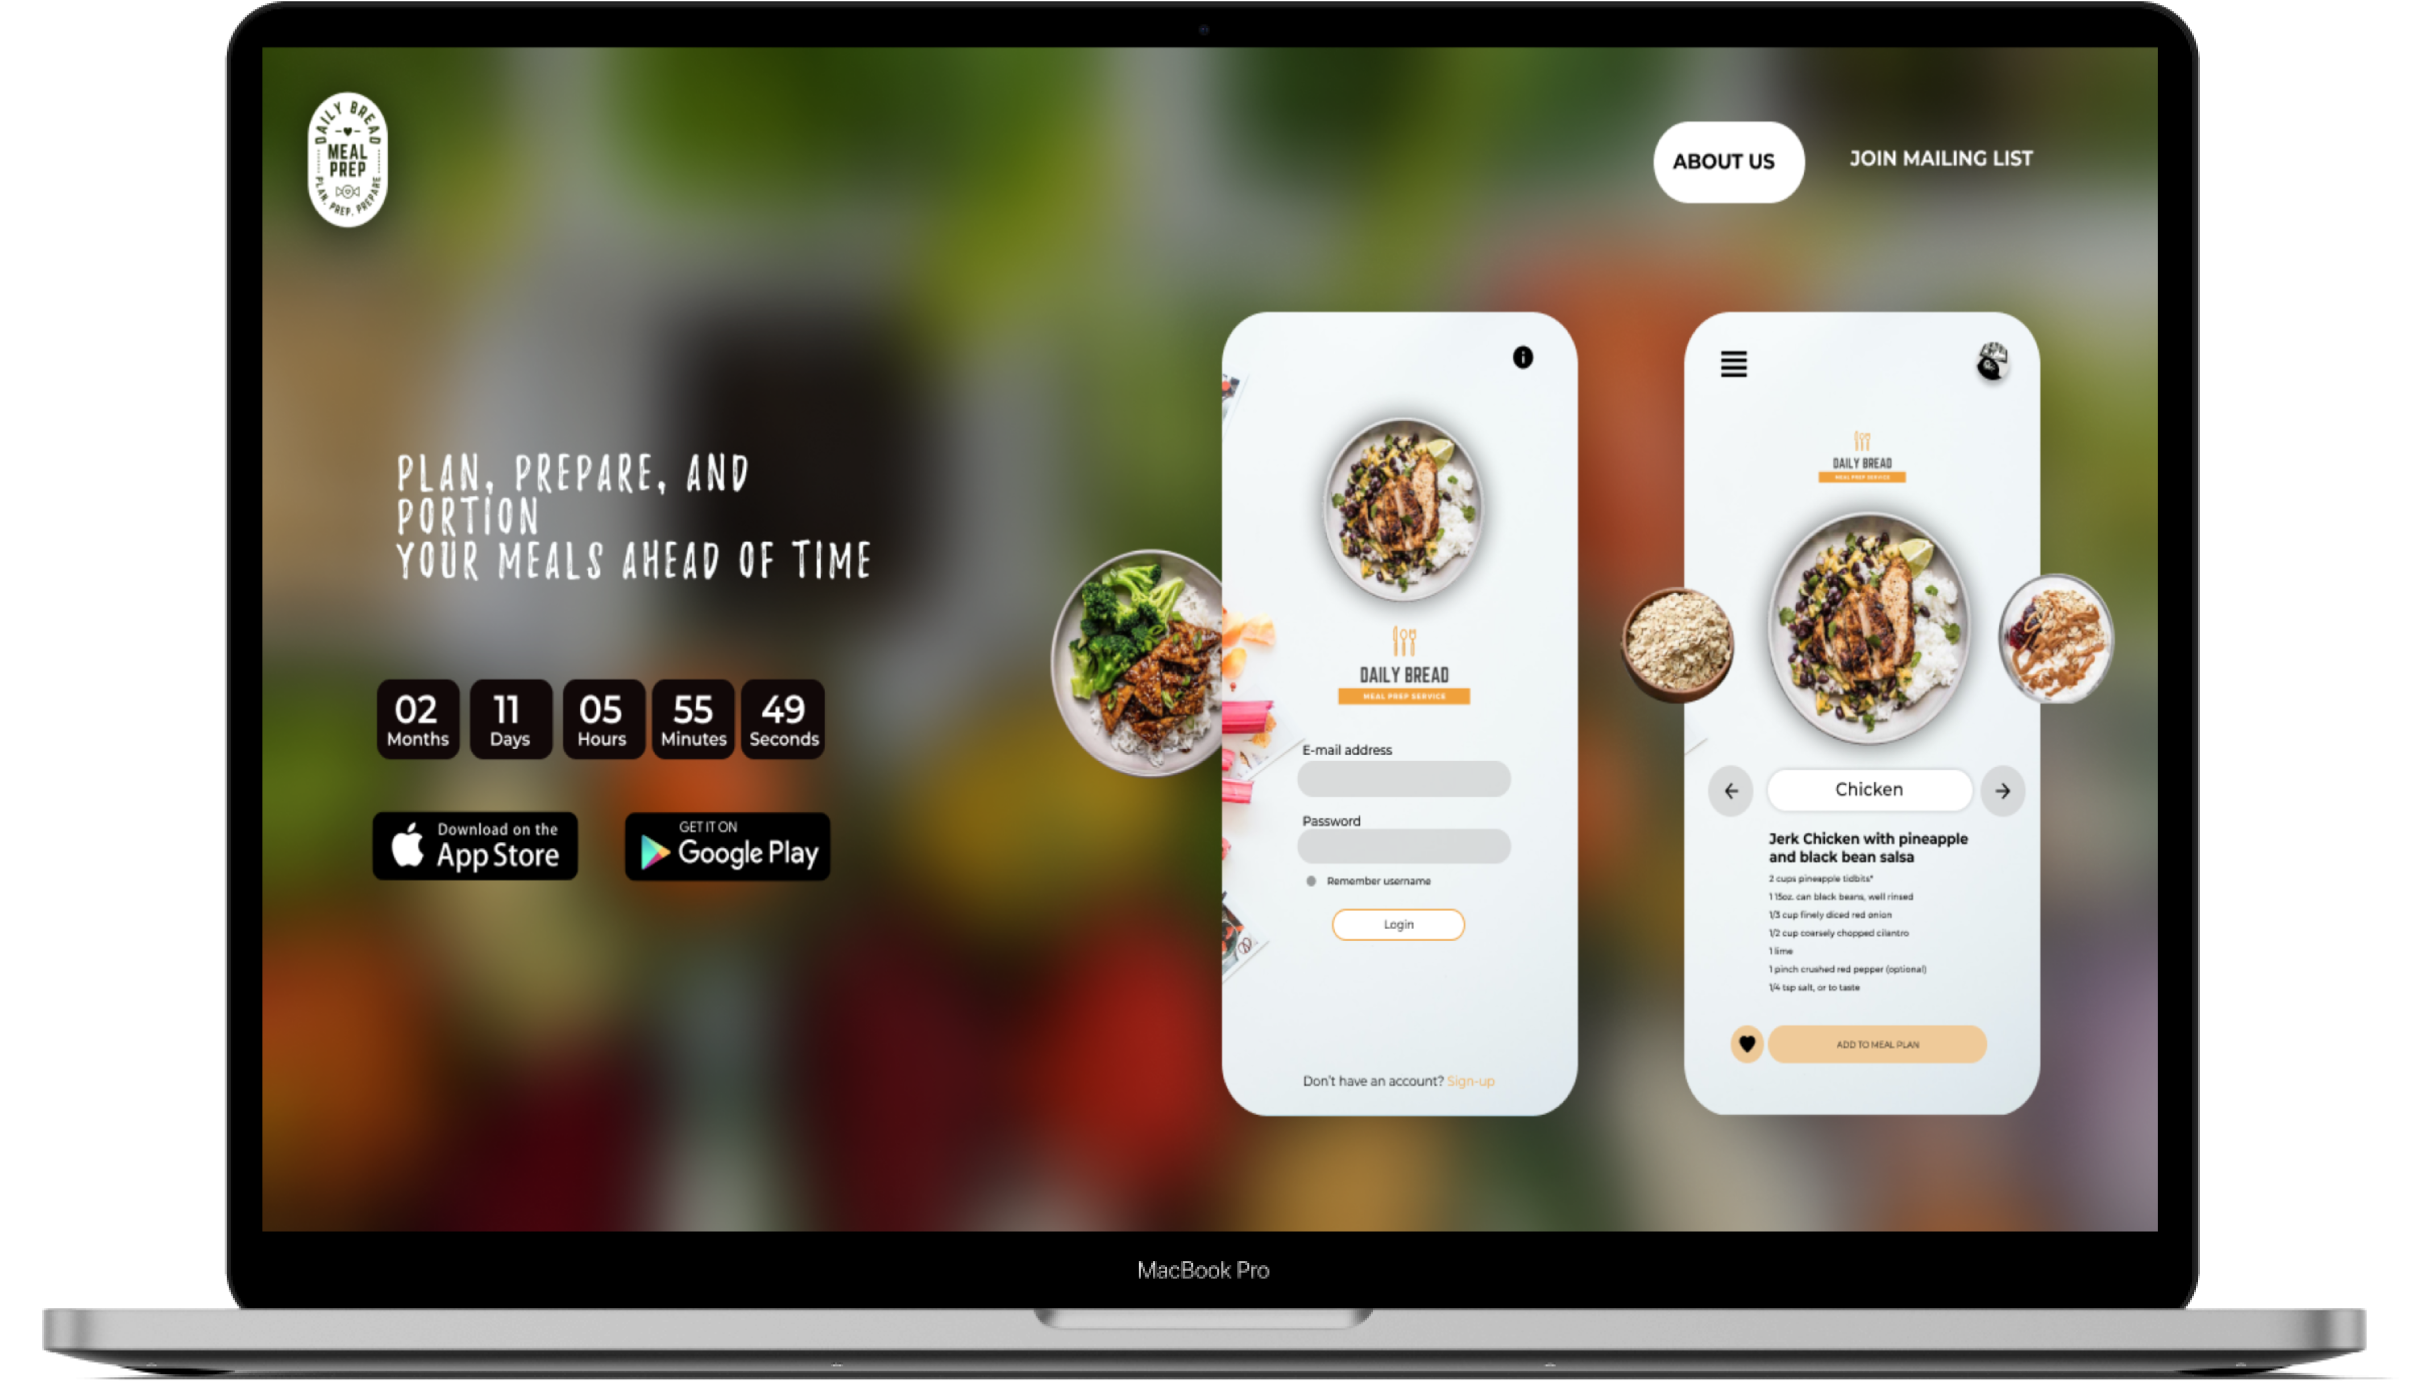 DAILY BREAD
MEAL
PREP
PLAN, PREP, PREPARE
ABOUT US
JOIN MAILING LIST
PLAN, PREPARE, AND
PORTION
YOUR MEALS AHEAD OF TIME
02 11 05 55 49
Months Days Hours Minutes Seconds
Download on the
App Store
GET IT ON
Google Play
DAILY BREAD
MEAL PREP SERVICE
E-mail address
Password
Remember username
Login
Don't have an account? Sign-up
DAILY BREAD
MEAL PREP SERVICE
Chicken
Jerk Chicken with pineapple
and black bean salsa
2 cups pineapple tidbits*
1 15oz. can black beans, well rinsed
1/3 cup finely diced red onion
1/2 cup coarsely chopped cilantro
1 lime
1 pinch crushed red pepper (optional)
1/4 tsp salt, or to taste
ADD TO MEAL PLAN
MacBook Pro